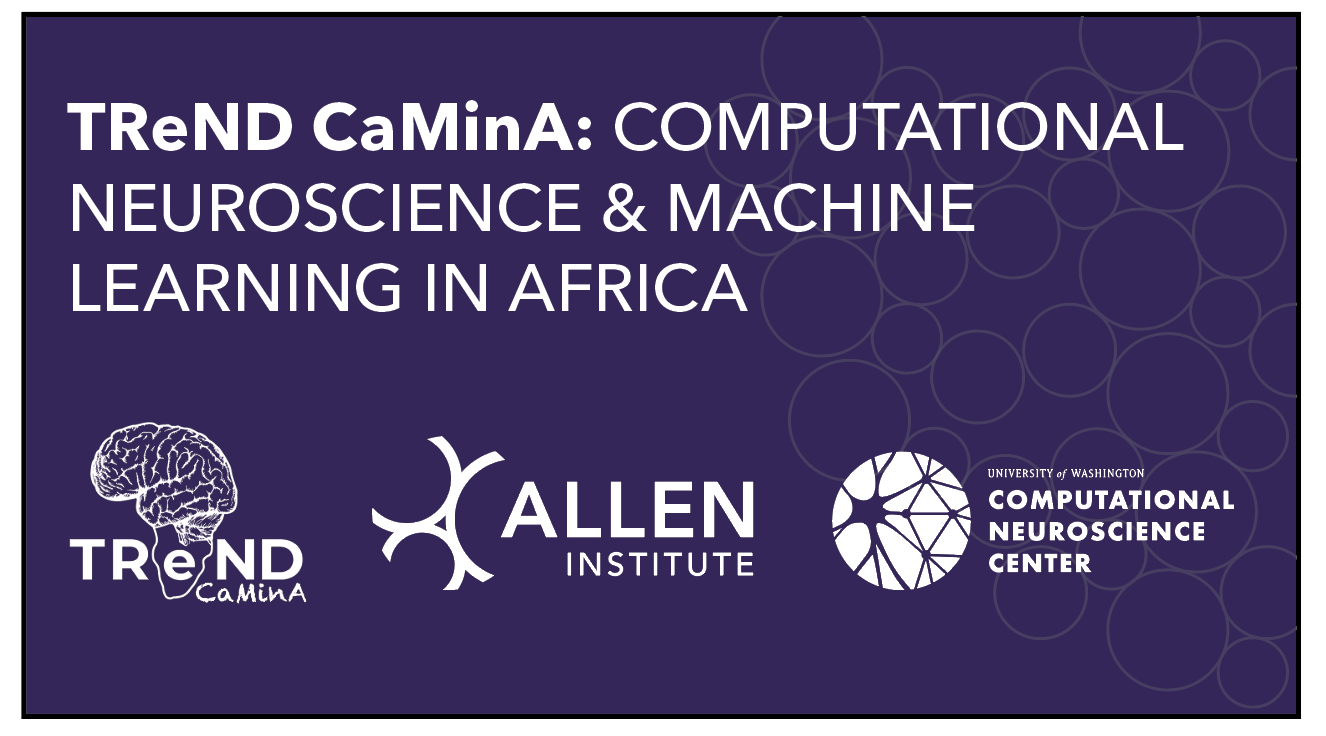 TReND CaMinA: COMPUTATIONAL
NEUROSCIENCE & MACHINE
LEARNING IN AFRICA
TReND
CaMinA
ALLEN
INSTITUTE
UNIVERSITY of WASHINGTON
COMPUTATIONAL
NEUROSCIENCE
CENTER